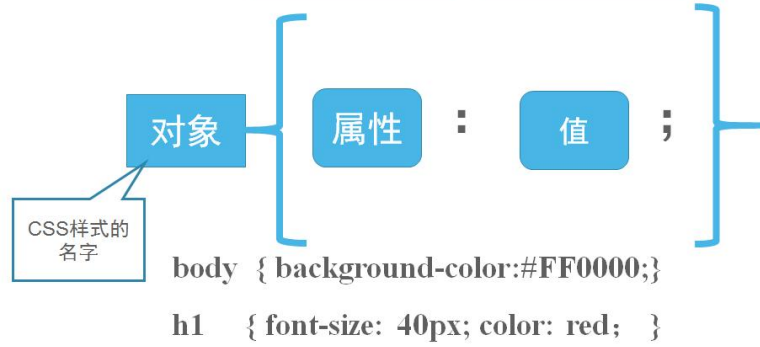 对象 { 属性 : 值 ; }
CSS样式的
名字
body { background-color:#FF0000;}
h1 { font-size: 40px; color: red； }